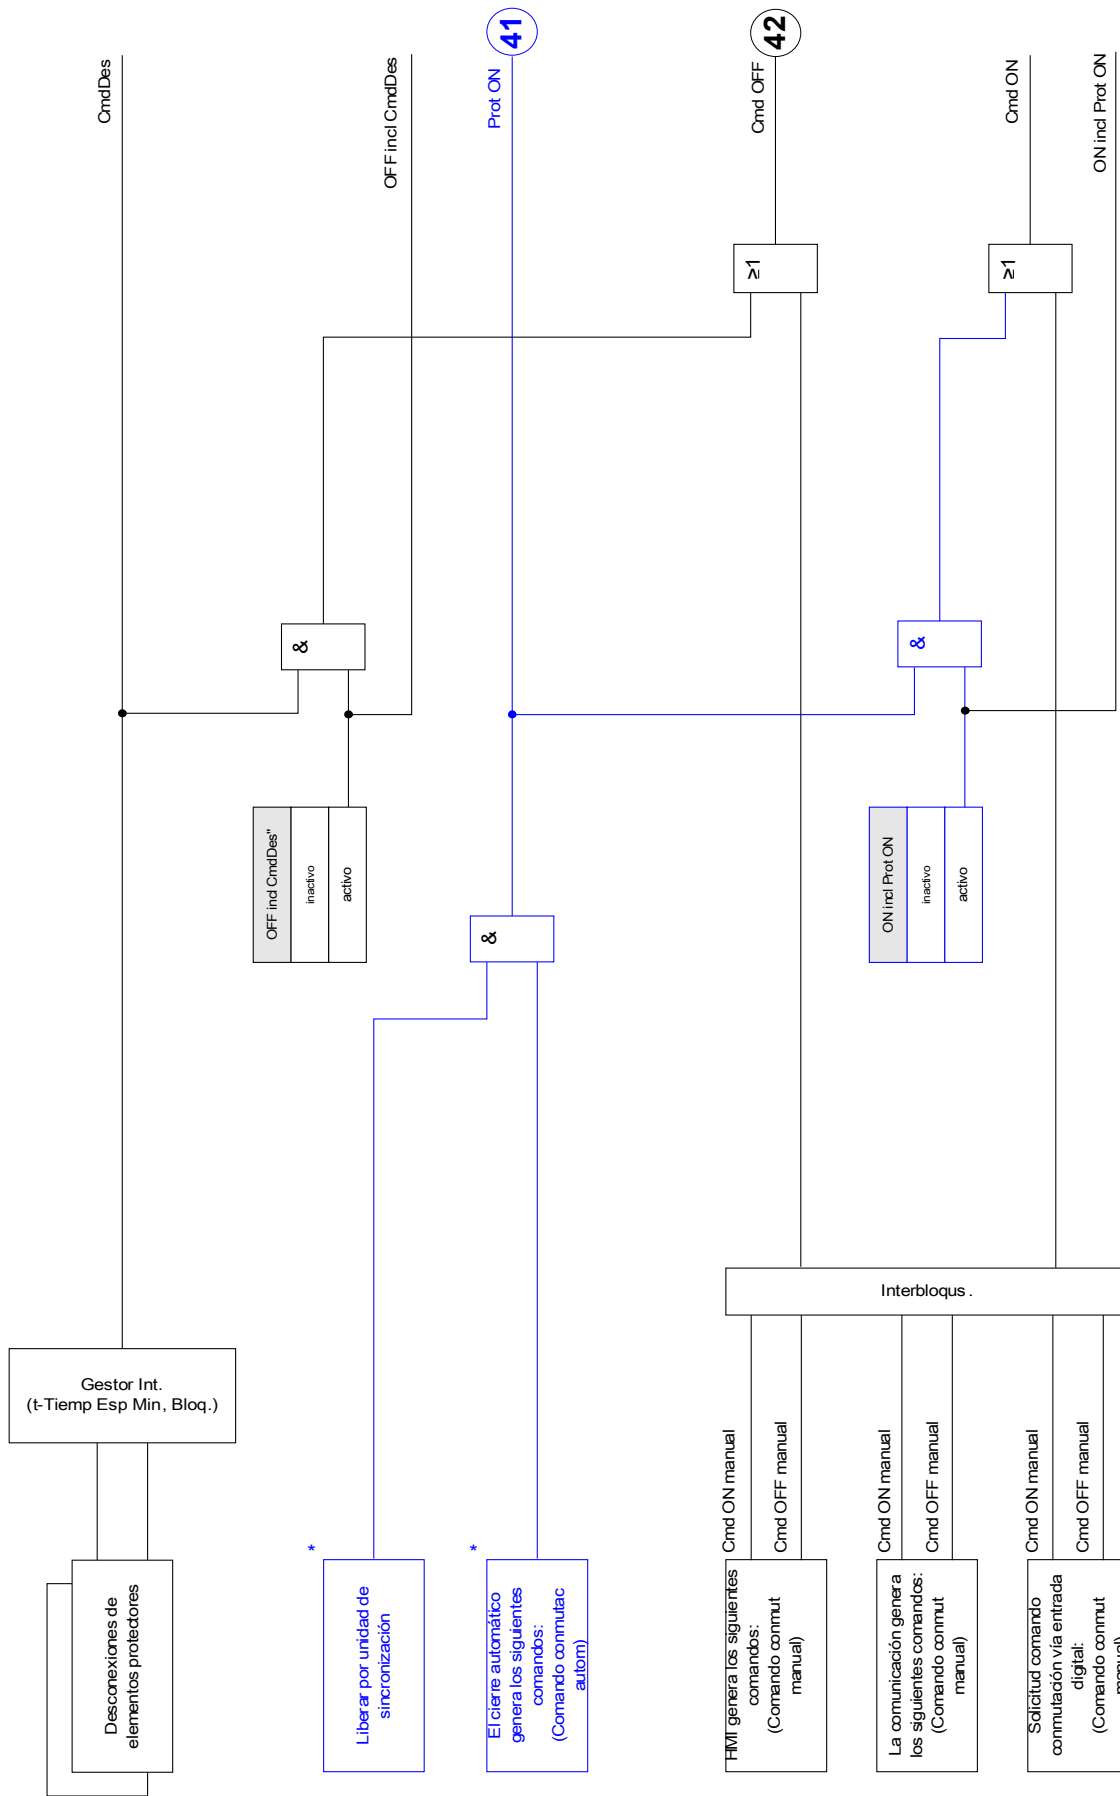 CmdDes
OFF incl CmdDes
Prot ON
41
Cmd OFF
42
Cmd ON
ON incl Prot ON
≥1
≥1
&
&
OFF incl CmdDes"
inactivo
activo
&
ON incl Prot ON
inactivo
activo
Interbloqus.
Gestor Int.
(t-Tiemp Esp Min, Bloq.)
Cmd ON manual
Cmd OFF manual
Cmd ON manual
Cmd OFF manual
Cmd ON manual
Cmd OFF manual
Desconexiones de
elementos protectores
*
Liberar por unidad de
sincronización
*
El cierre automático
genera los siguientes
comandos:
(Comando conmutac
autom)
HMI genera los siguientes
comandos:
(Comando conmut
manual)
La comunicación genera
los siguientes comandos:
(Comando conmut
manual)
Solicitud comando
conmutación vía entrada
digital:
(Comando conmut
manual)